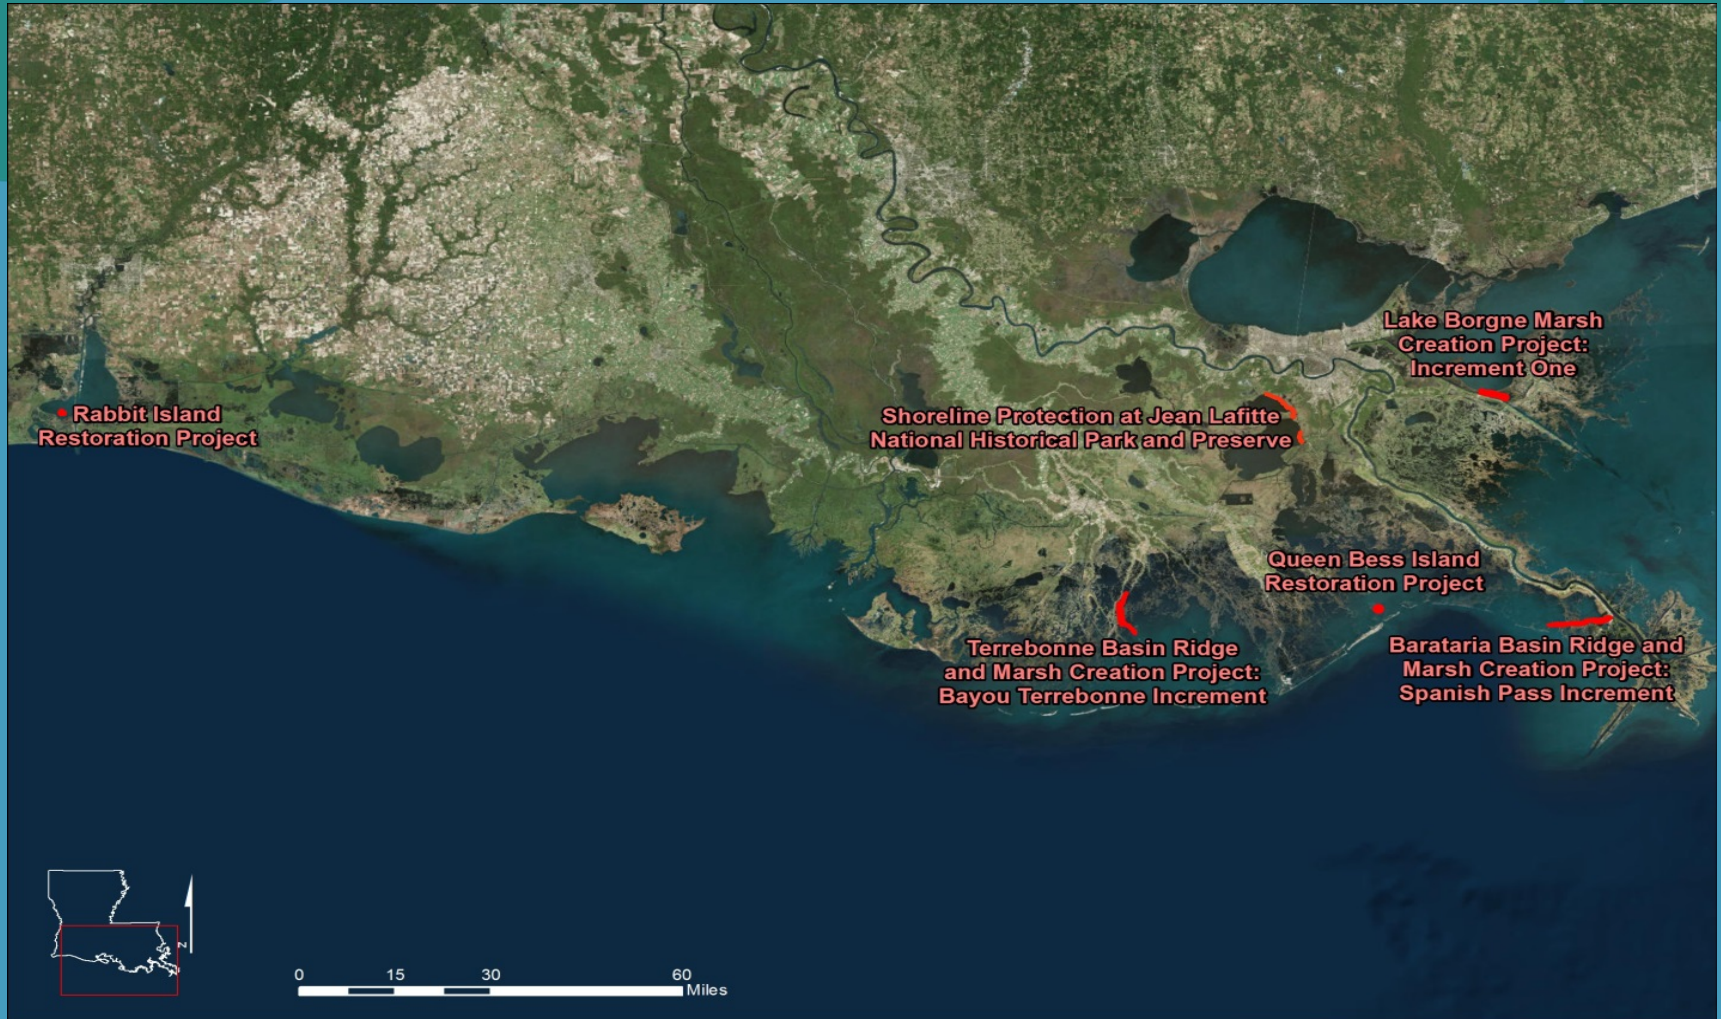 Lake Borgne Marsh
Creation Project:
Increment One
Rabbit Island
Restoration Project
Shoreline Protection at Jean Lafitte
National Historical Park and Preserve
Queen Bess Island
Restoration Project
Terrebonne Basin Ridge
and Marsh Creation Project:
Bayou Terrebonne Increment
Barataria Basin Ridge and
Marsh Creation Project:
Spanish Pass Increment
N
0 15 30 60
Miles